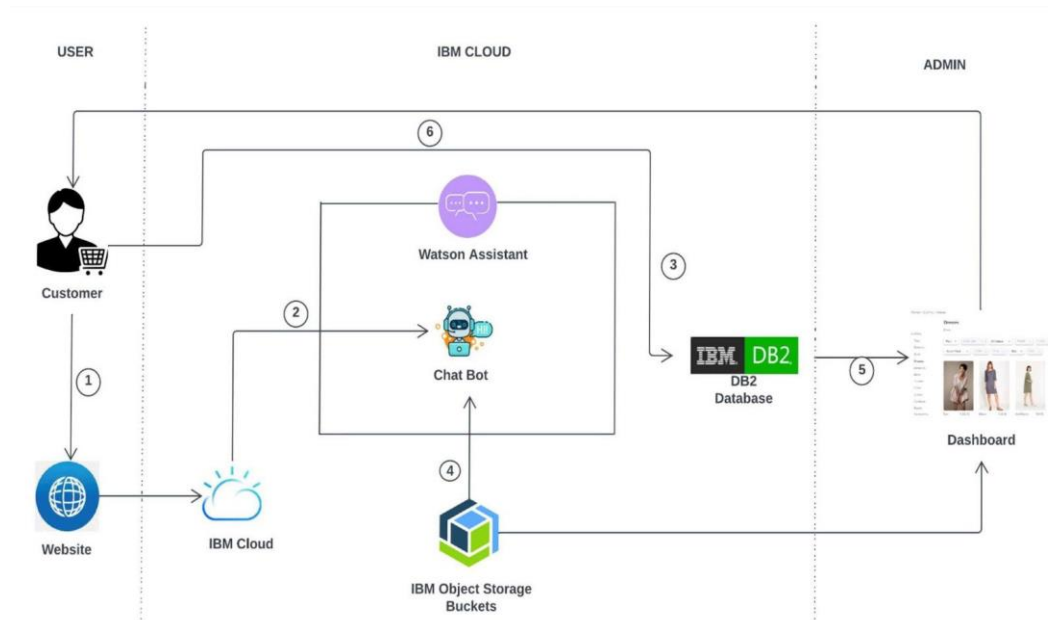 USER
IBM CLOUD
ADMIN
6
Watson Assistant
3
Customer
2
HI!
Chat Bot
IBM DB2
DB2
Database
5
1
Dashboard
4
Website
IBM Cloud
IBM Object Storage
Buckets